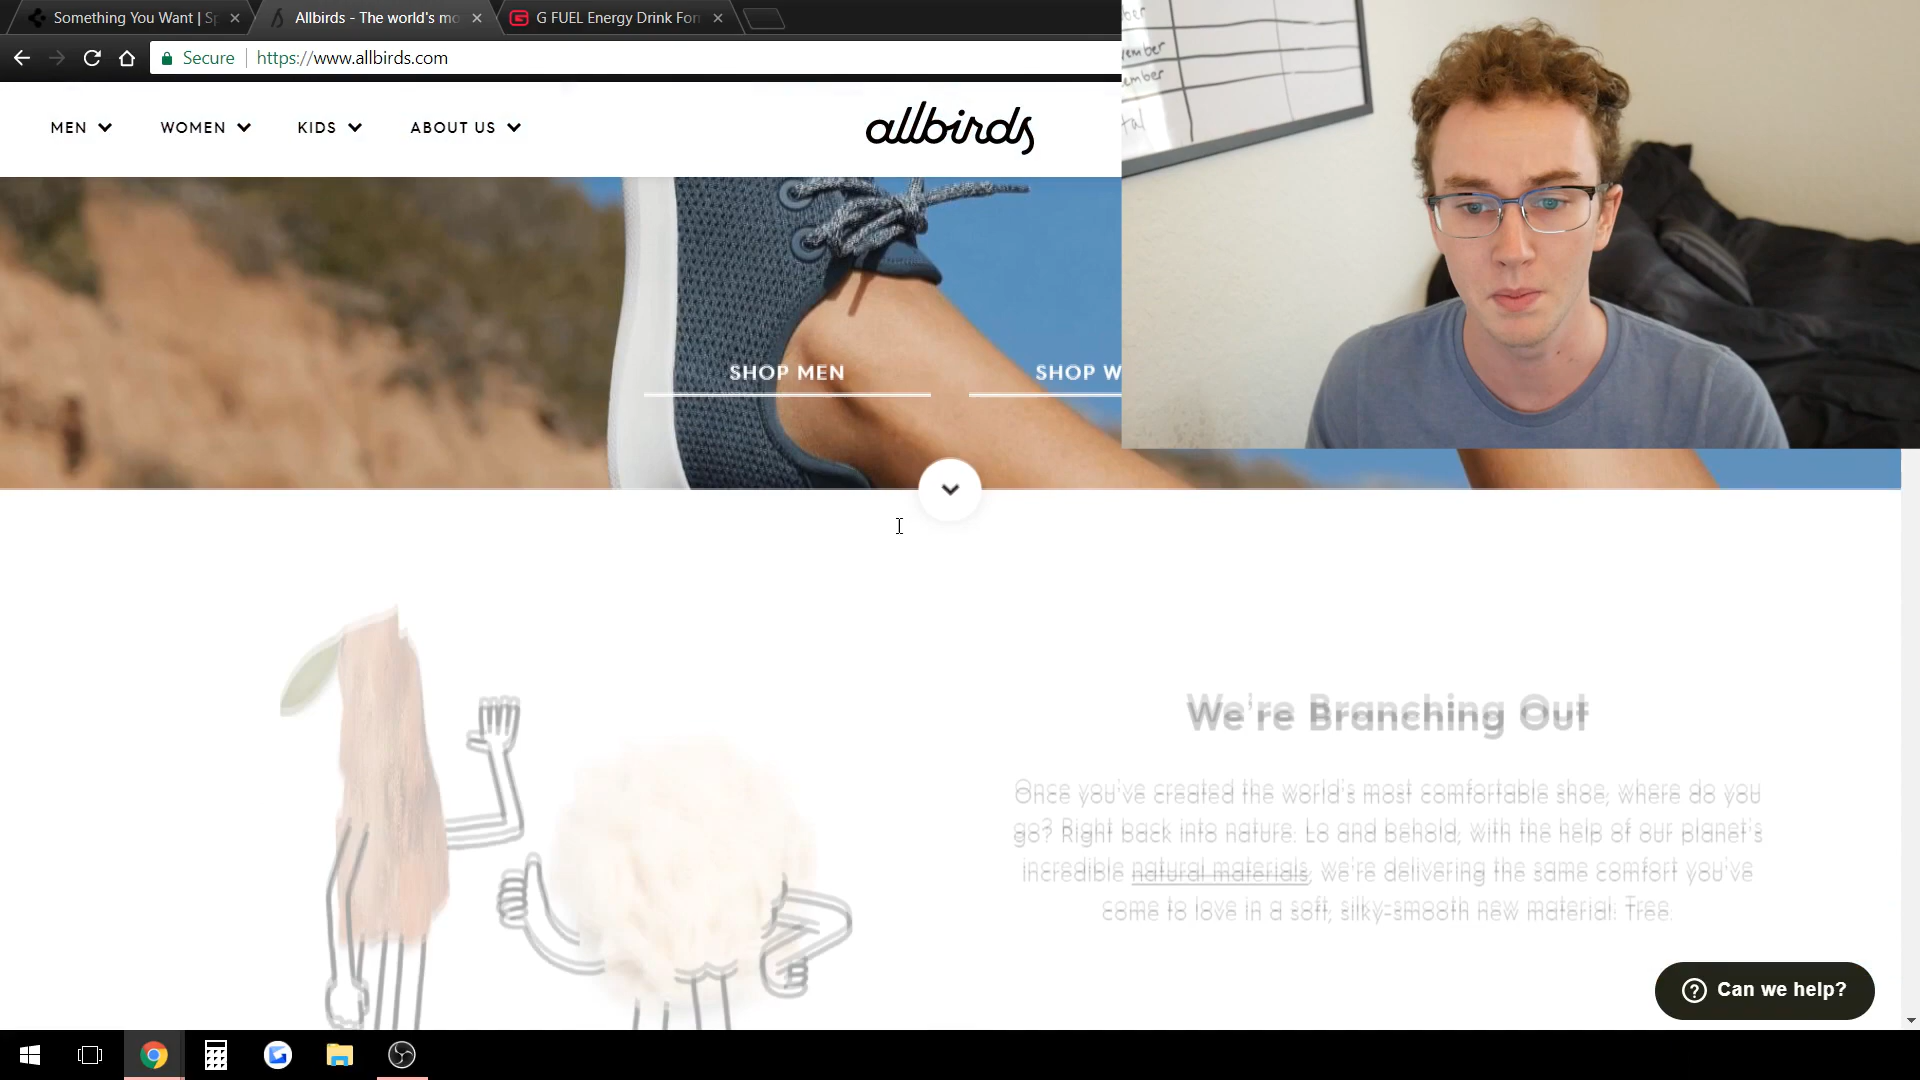 Something You Want | Sp
Allbirds - The world's mo
G FUEL Energy Drink For
Secure
https://www.allbirds.com
MEN
WOMEN
KIDS
ABOUT US
allbirds
SHOP MEN
SHOP W
We're Branching Out
Once you've created the world's most comfortable shoe, where do you
go? Right back into nature. Lo and behold, with the help of our planet's
incredible natural materials, we're delivering the same comfort you've
come to love in a soft, silky-smooth new material: Tree.
? Can we help?